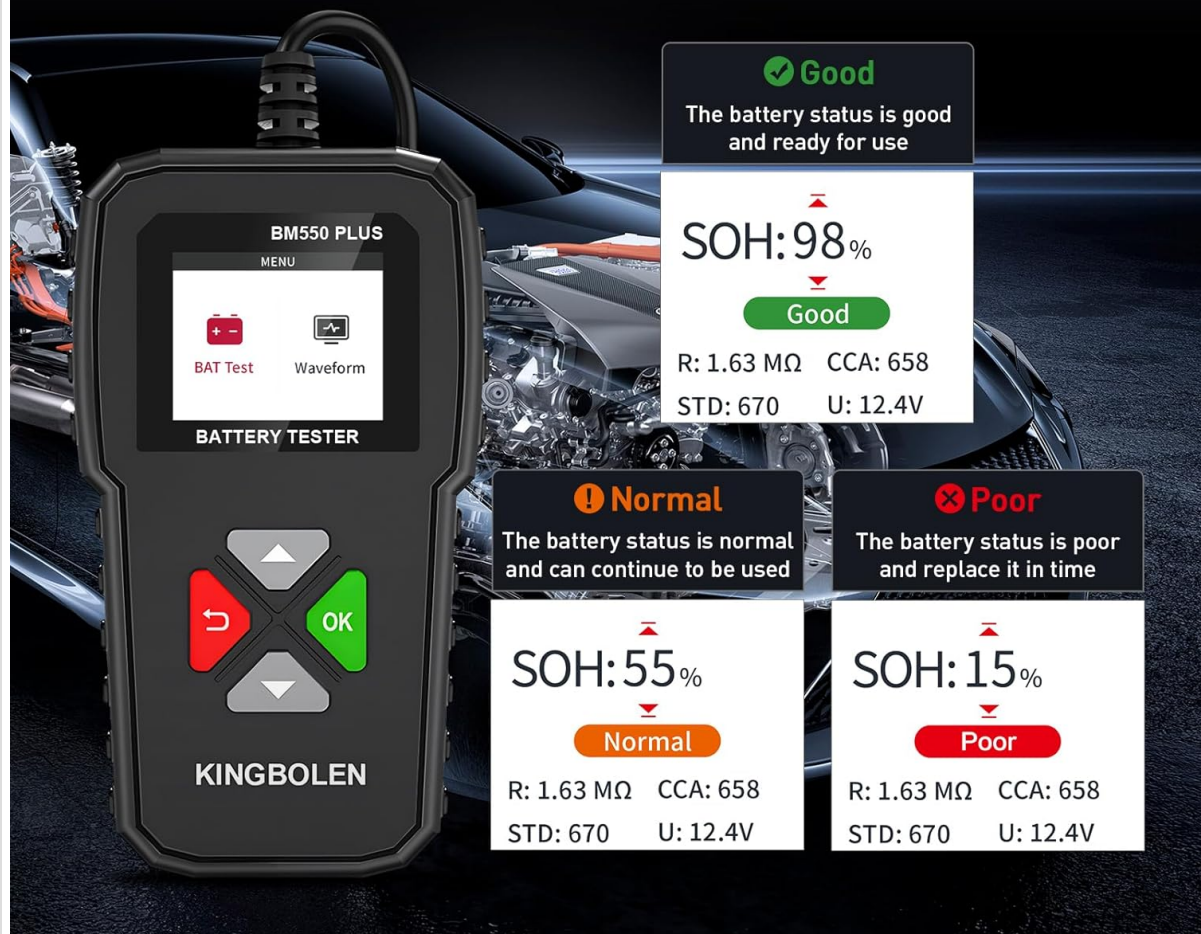 BM550 PLUS
MENU
+ -
BAT Test
Waveform
BATTERY TESTER
OK
KINGBOLEN
Good
The battery status is good
and ready for use
SOH: 98%
Good
R: 1.63 MΩ CCA: 658
STD: 670 U: 12.4V
Normal
The battery status is normal
and can continue to be used
SOH: 55%
Normal
R: 1.63 MΩ CCA: 658
STD: 670 U: 12.4V
Poor
The battery status is poor
and replace it in time
SOH: 15%
Poor
R: 1.63 MΩ CCA: 658
STD: 670 U: 12.4V